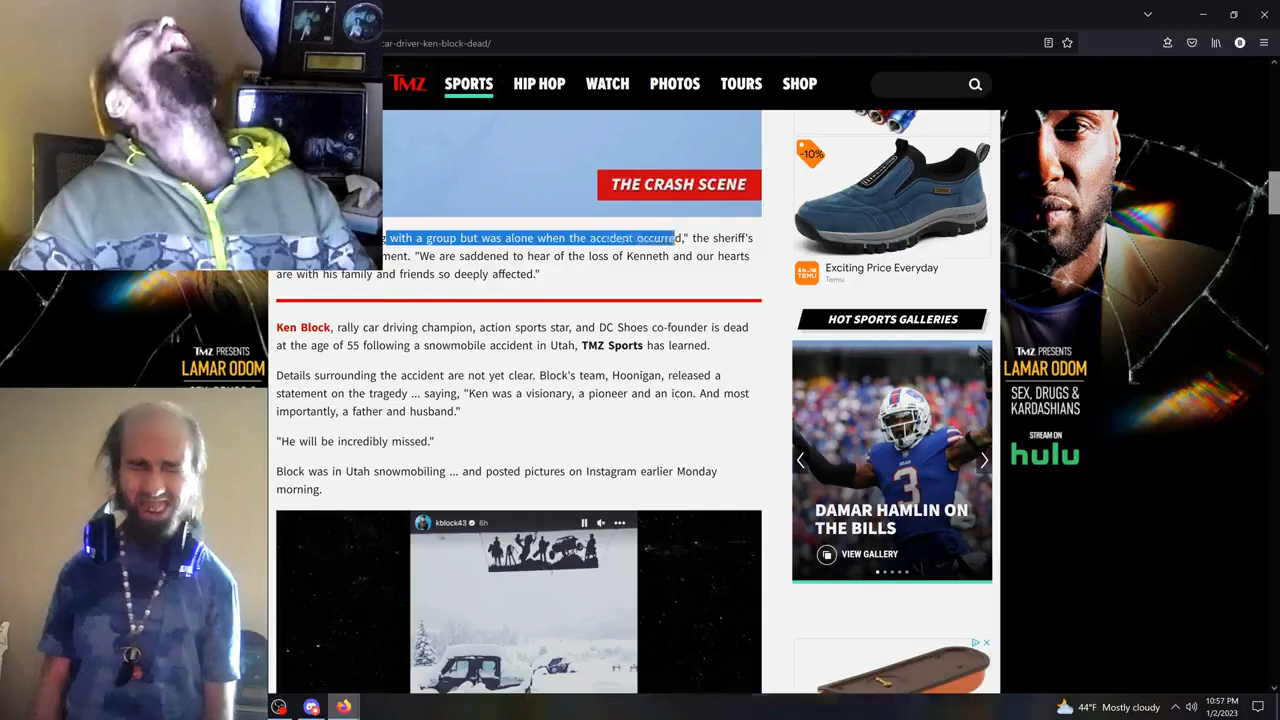 car-driver-ken-block-dead/
TMZ SPORTS HIP HOP WATCH PHOTOS TOURS SHOP
THE CRASH SCENE
with a group but was alone when the accident occurred," the sheriff's
ment. "We are saddened to hear of the loss of Kenneth and our hearts
are with his family and friends so deeply affected."
Ken Block, rally car driving champion, action sports star, and DC Shoes co-founder is dead
at the age of 55 following a snowmobile accident in Utah, TMZ Sports has learned.
Details surrounding the accident are not yet clear. Block's team, Hoonigan, released a
statement on the tragedy ... saying, "Ken was a visionary, a pioneer and an icon. And most
importantly, a father and husband."
"He will be incredibly missed."
Block was in Utah snowmobiling ... and posted pictures on Instagram earlier Monday
morning.
kblock43 6h
-10%
TEMU
Exciting Price Everyday
Temu
HOT SPORTS GALLERIES
BILLS
3
DAMAR HAMLIN ON
THE BILLS
VIEW GALLERY
TMZ PRESENTS
LAMAR ODOM
TMZ PRESENTS
LAMAR ODOM
SEX, DRUGS &
KARDASHIANS
STREAM ON
hulu
44°F Mostly cloudy
10:57 PM
1/2/2023